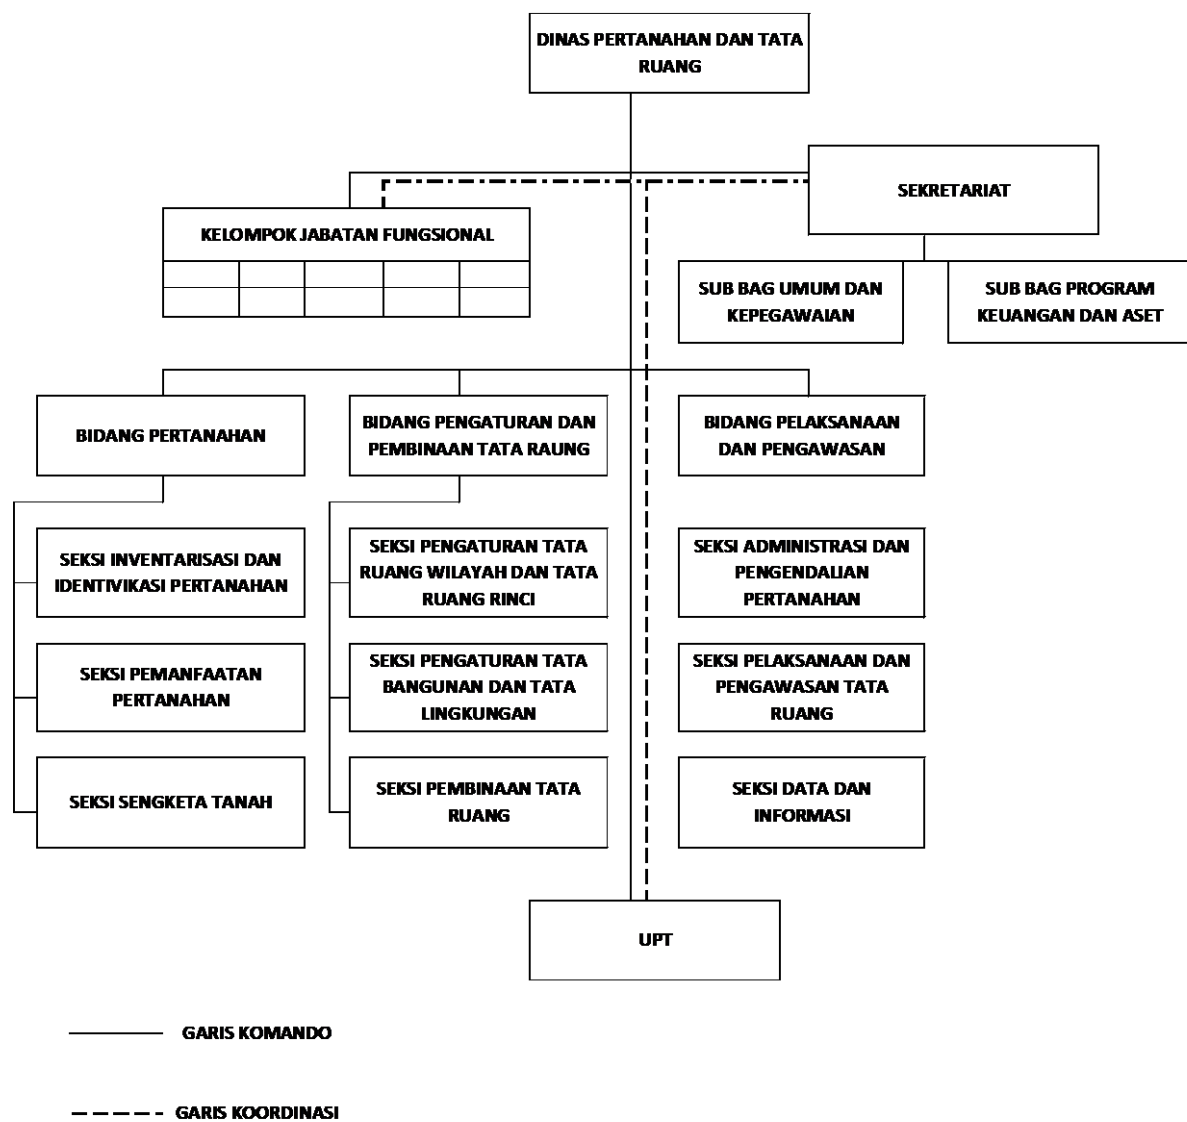 DINAS PERTANAHAN DAN TATA
RUANG
SEKRETARIAT
KELOMPOK JABATAN FUNGSIONAL
SUB BAG UMUM DAN
KEPEGAWAIAN
SUB BAG PROGRAM
KEUANGAN DAN ASET
BIDANG PERTANAHAN
BIDANG PENGATURAN DAN
PEMBINAAN TATA RAUNG
BIDANG PELAKSANAAN
DAN PENGAWASAN
SEKSI INVENTARISASI DAN
IDENTIVIKASI PERTANAHAN
SEKSI PENGATURAN TATA
RUANG WILAYAH DAN TATA
RUANG RINCI
SEKSI ADMINISTRASI DAN
PENGENDALIAN
PERTANAHAN
SEKSI PEMANFAATAN
PERTANAHAN
SEKSI PENGATURAN TATA
BANGUNAN DAN TATA
LINGKUNGAN
SEKSI PELAKSANAAN DAN
PENGAWASAN TATA
RUANG
SEKSI SENGKETA TANAH
SEKSI PEMBINAAN TATA
RUANG
SEKSI DATA DAN
INFORMASI
UPT
GARIS KOMANDO
GARIS KOORDINASI